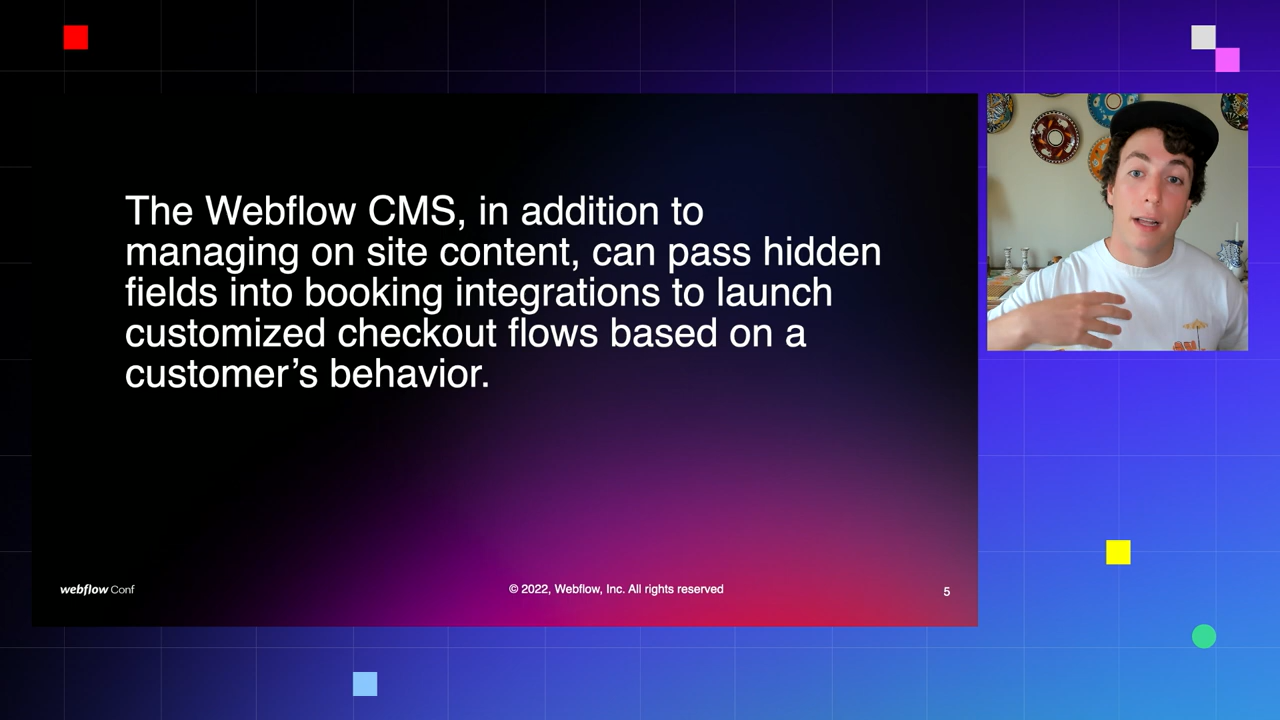 The Webflow CMS, in addition to
managing on site content, can pass hidden
fields into booking integrations to launch
customized checkout flows based on a
customer’s behavior.
webflow Conf
© 2022, Webflow, Inc. All rights reserved
5